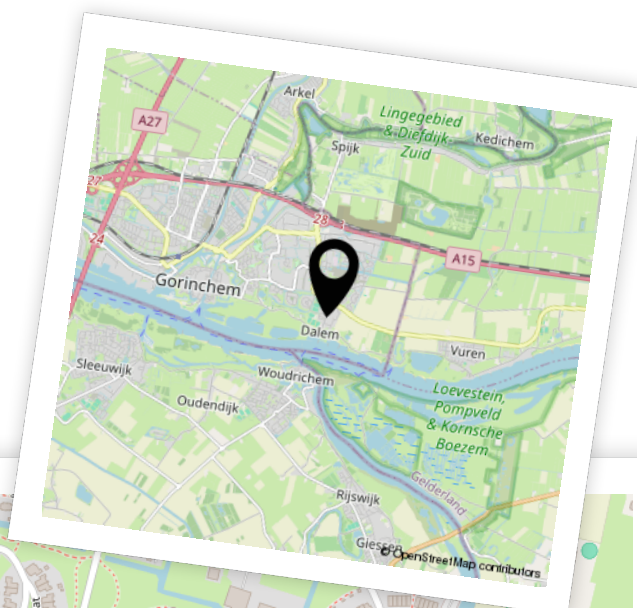 Arkel
Lingegebied
& Diefdijk
Zuid
A27
Kedichem
Spijk
27
28
3
24
A15
Gorinchem
Dalem
Vuren
Sleeuwijk
Woudrichem
Loevestein,
Pompveld
& Kornsche
Boezem
Oudendijk
Gelderland
Rijswijk
Giessen
© OpenStreetMap contributors